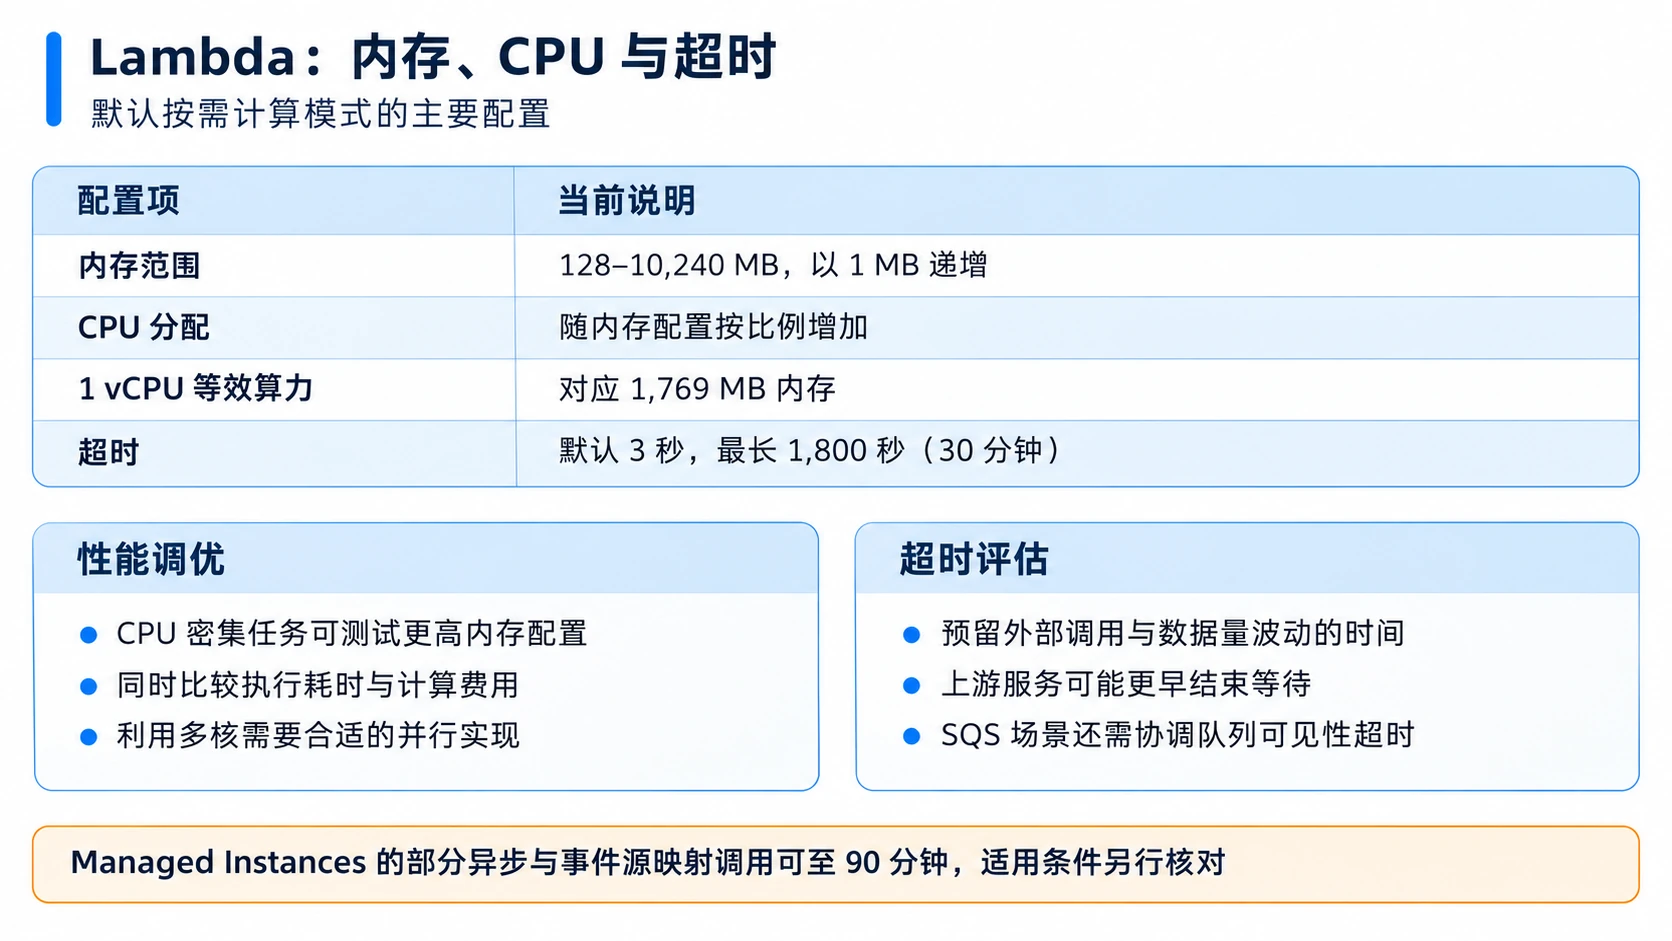 Lambda：内存、CPU 与超时
默认按需计算模式的主要配置
配置项 当前说明
内存范围 128–10,240 MB，以 1 MB 递增
CPU 分配 随内存配置按比例增加
1 vCPU 等效算力 对应 1,769 MB 内存
超时 默认 3 秒，最长 1,800 秒（30 分钟）
性能调优
CPU 密集任务可测试更高内存配置
同时比较执行耗时与计算费用
利用多核需要合适的并行实现
超时评估
预留外部调用与数据量波动的时间
上游服务可能更早结束等待
SQS 场景还需协调队列可见性超时
Managed Instances 的部分异步与事件源映射调用可至 90 分钟，适用条件另行核对